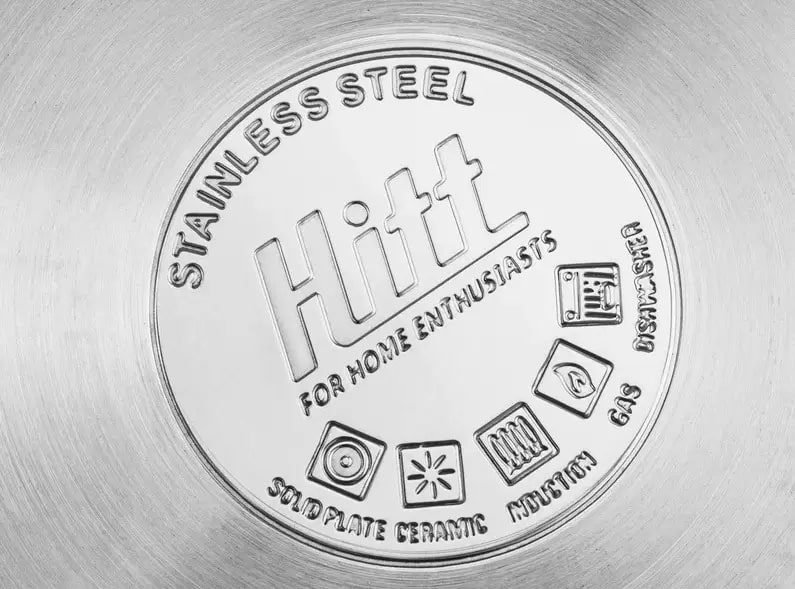 STAINLESS STEEL
Hitt
FOR HOME ENTHUSIASTS
SOLID PLATE
CERAMIC
INDUCTION
GAS
DISHWASHER